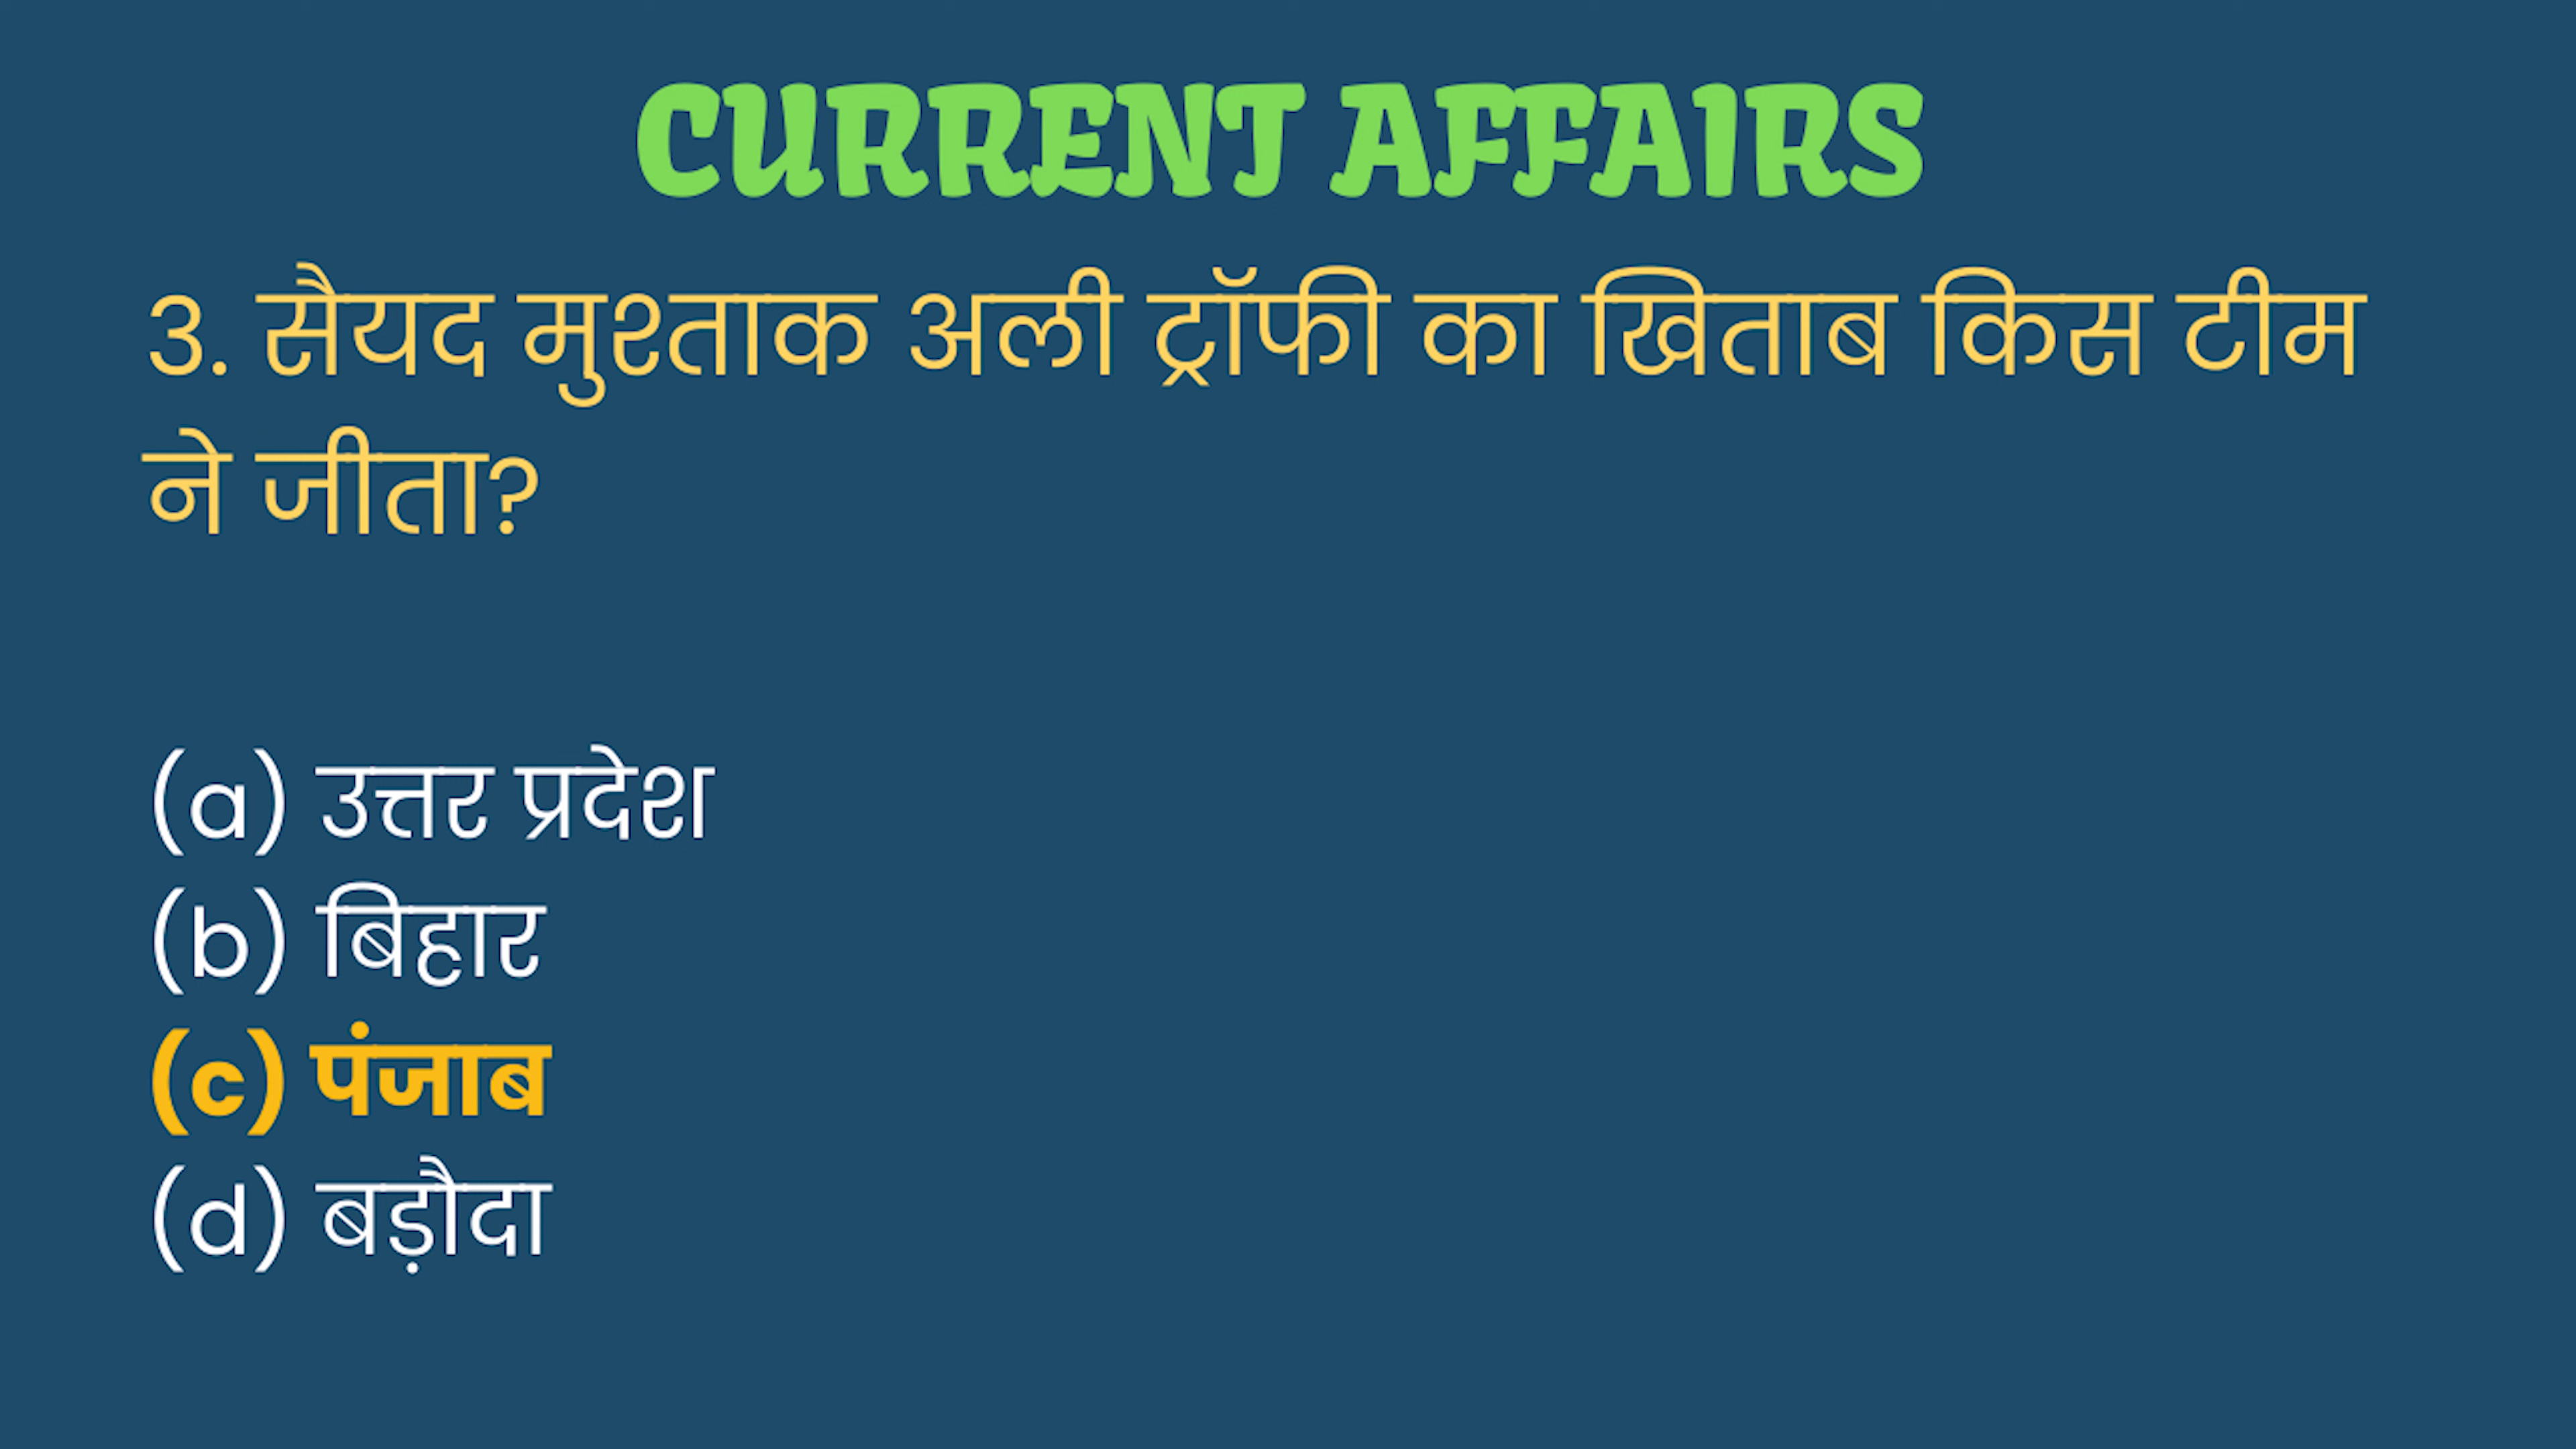 CURRENT AFFAIRS
3. सैयद मुश्ताक अली ट्रॉफी का खिताब किस टीम
ने जीता?
(a) उत्तर प्रदेश
(b) बिहार
(c) पंजाब
(d) बड़ौदा